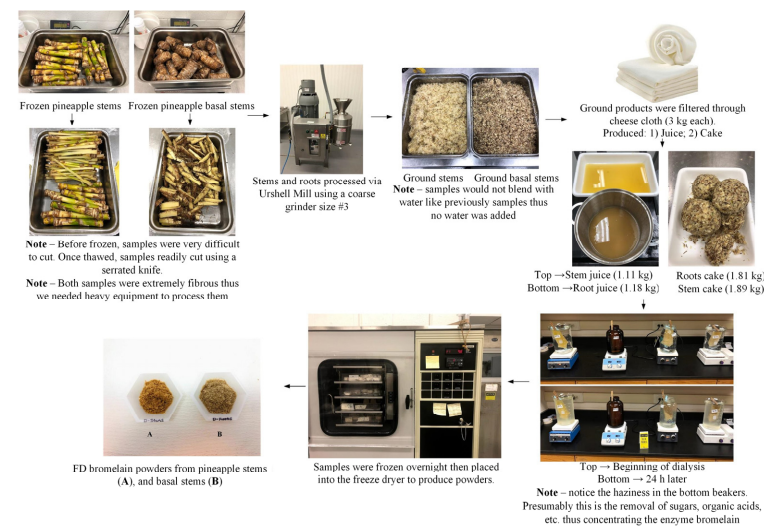 Frozen pineapple stems
Frozen pineapple basal stems
Note – Before frozen, samples were very difficult
to cut. Once thawed, samples readily cut using a
serrated knife.
Note – Both samples were extremely fibrous thus
we needed heavy equipment to process them
Stems and roots processed via
Urshell Mill using a coarse
grinder size #3
Ground stems
Ground basal stems
Note – samples would not blend with
water like previously samples thus
no water was added
Ground products were filtered through
cheese cloth (3 kg each).
Produced: 1) Juice; 2) Cake
Top →Stem juice (1.11 kg)
Bottom →Root juice (1.18 kg)
Roots cake (1.81 kg)
Stem cake (1.89 kg)
Top → Beginning of dialysis
Bottom → 24 h later
Note – notice the haziness in the bottom beakers.
Presumably this is the removal of sugars, organic acids,
etc. thus concentrating the enzyme bromelain
Samples were frozen overnight then placed
into the freeze dryer to produce powders.
A
B
FD bromelain powders from pineapple stems
(A), and basal stems (B)